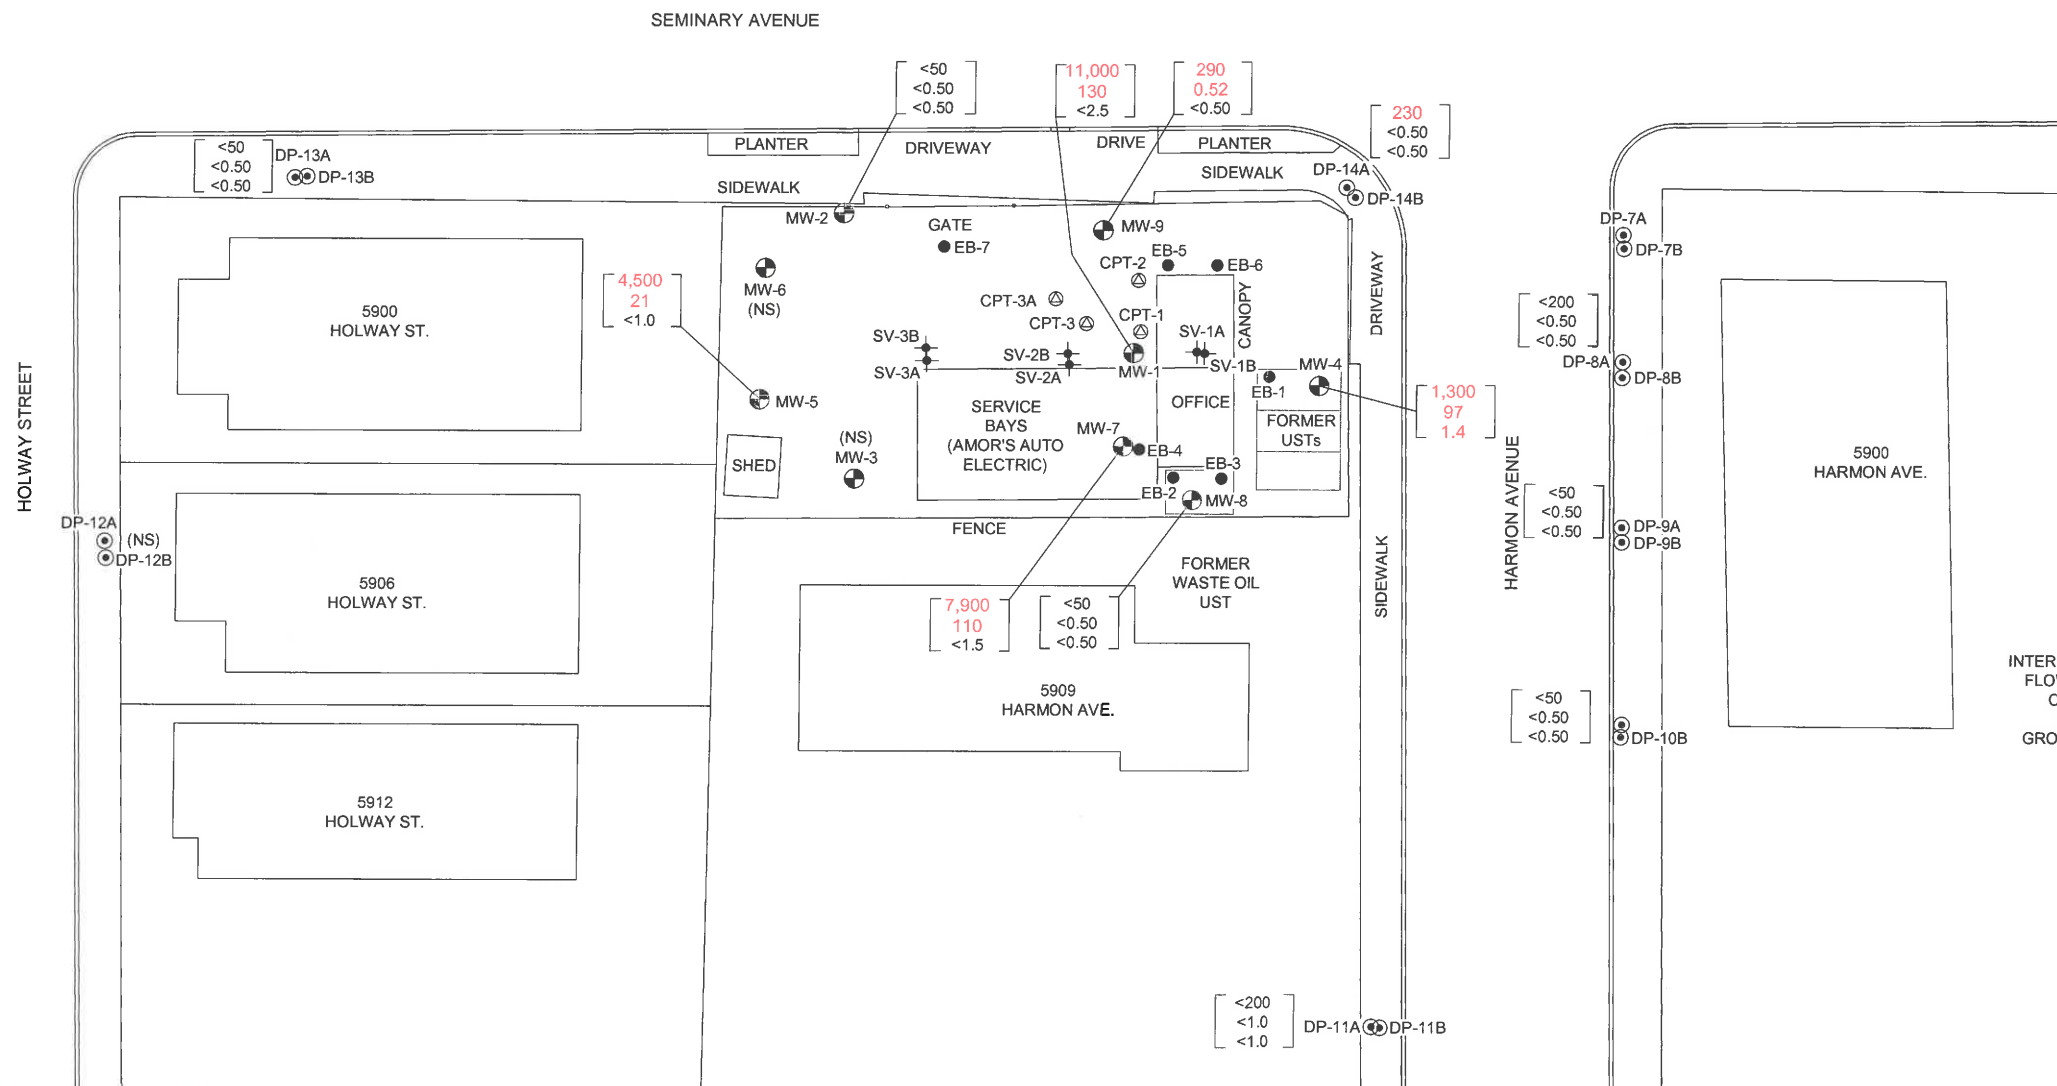 SEMINARY AVENUE
<50
<0.50
<0.50
11,000
130
<2.5
290
0.52
<0.50
230
<0.50
<0.50
PLANTER
DRIVEWAY
DRIVE
PLANTER
<50
<0.50
<0.50
DP-13A
DP-13B
SIDEWALK
SIDEWALK
DP-14A
DP-14B
MW-2
GATE
EB-7
MW-9
EB-5
EB-6
DP-7A
DP-7B
CPT-2
MW-6
(NS)
4,500
21
<1.0
CPT-3A
CPT-3
CPT-1
CANOPY
DRIVEWAY
5900
HOLWAY ST.
<200
<0.50
<0.50
SV-3B
SV-3A
SV-2B
SV-2A
MW-1
SV-1A
SV-1B
MW-4
EB-1
DP-8A
DP-8B
HOLWAY STREET
MW-5
SERVICE
BAYS
(AMOR'S AUTO
ELECTRIC)
OFFICE
FORMER
USTs
1,300
97
1.4
(NS)
MW-3
MW-7
EB-4
SHED
EB-3
EB-2
MW-8
HARMON AVENUE
5900
HARMON AVE.
<50
<0.50
<0.50
DP-9A
DP-9B
DP-12A
(NS)
DP-12B
FENCE
SIDEWALK
FORMER
WASTE OIL
UST
5906
HOLWAY ST.
7,900
110
<1.5
<50
<0.50
<0.50
5909
HARMON AVE.
<50
<0.50
<0.50
DP-10B
INTER
FLO
GRO
5912
HOLWAY ST.
<200
<1.0
<1.0
DP-11A
DP-11B